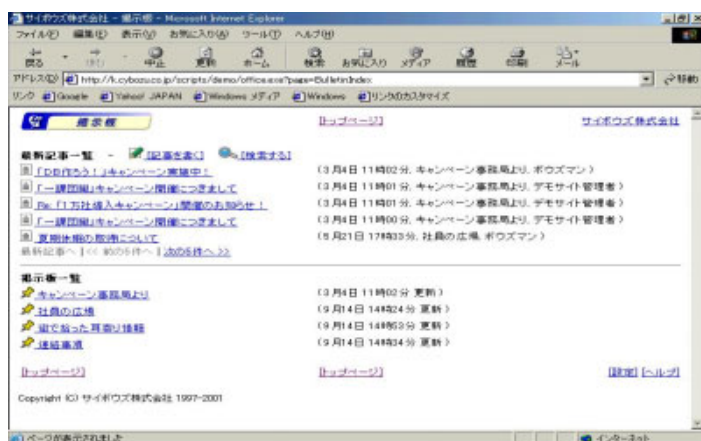 サイボウズ株式会社 - 掲示板 - Microsoft Internet Explorer
ファイル(F) 編集(E) 表示(V) お気に入り(A) ツール(T) ヘルプ(H)
戻る 中止 更新 ホーム 検索 お気に入り メディア 履歴 印刷 メール
アドレス(D) http://k.cybozu.co.jp/scripts/demo/office.exe?page=BulletinIndex 移動
リンク Google Yahoo! JAPAN Windows メディア Windows リンクのカスタマイズ
掲示板 [トップページ] サイボウズ株式会社
最新記事一覧 - [記事を書く] [検索する]
「DB作ろう!」キャンペーン実施中! (3月4日 11時02分, キャンペーン事務局より, ボウズマン)
「一課団編」キャンペーン開催につきまして (3月4日 11時01分, キャンペーン事務局より, デモサイト管理者)
Re:「1万社導入キャンペーン」開催のお知らせ! (3月4日 11時01分, キャンペーン事務局より, デモサイト管理者)
「一課団編」キャンペーン開催につきまして (3月4日 11時00分, キャンペーン事務局より, デモサイト管理者)
夏期休暇の取得について (5月21日 17時33分, 社員の広場, ボウズマン)
最新記事へ | << 前の5件へ | 次の5件へ >>
掲示板一覧
キャンペーン事務局より (3月4日 11時02分 更新)
社員の広場 (9月14日 14時24分 更新)
街で拾った耳寄り情報 (9月14日 14時53分 更新)
連絡事項 (9月14日 14時34分 更新)
[トップページ] [トップページ] [設定] [ヘルプ]
Copyright (C) サイボウズ株式会社 1997-2001
ページが表示されました インターネット